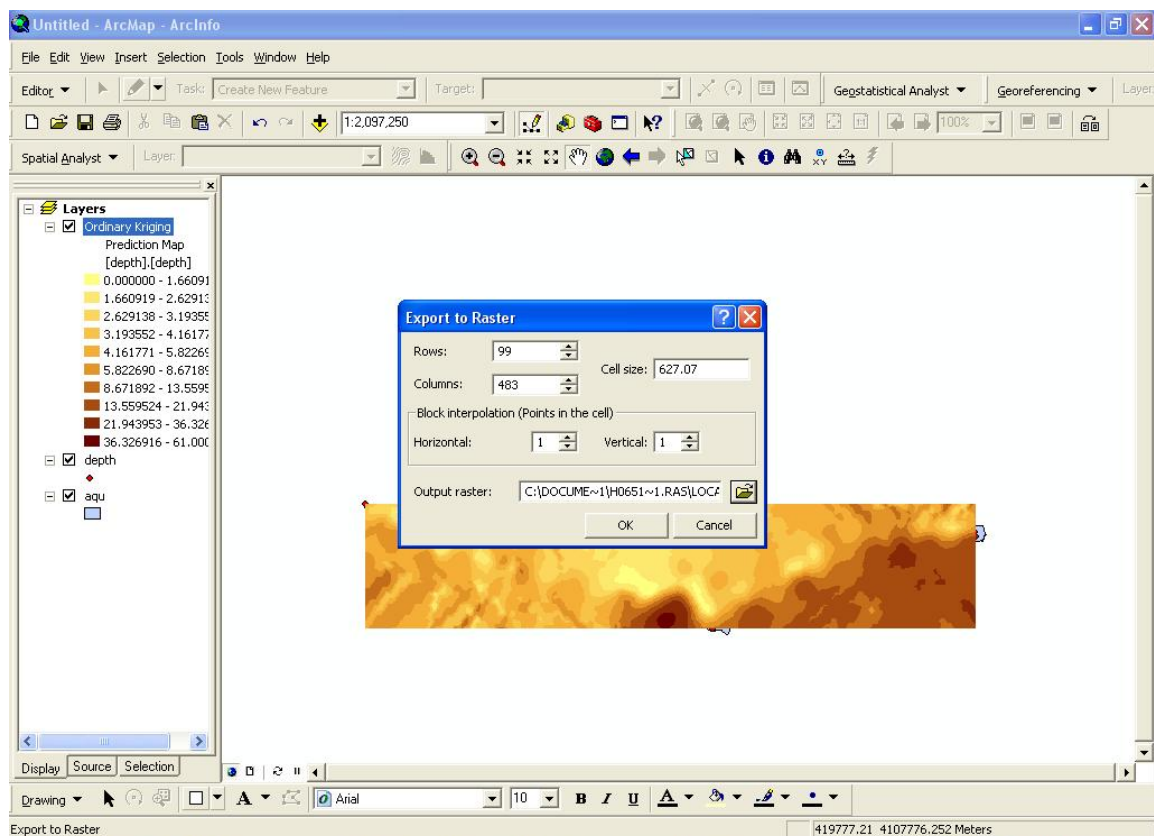 Untitled - ArcMap - ArcInfo
File Edit View Insert Selection Tools Window Help
Editor Task: Create New Feature Target: Geostatistical Analyst Georeferencing Layer:
1:2,097,250 100%
Spatial Analyst Layer:
Layers
Ordinary Kriging
Prediction Map
[depth].[depth]
0.000000 - 1.66091
1.660919 - 2.62913
2.629138 - 3.19355
3.193552 - 4.16177
4.161771 - 5.82269
5.822690 - 8.67189
8.671892 - 13.5595
13.559524 - 21.943
21.943953 - 36.326
36.326916 - 61.000
depth
aqu
Export to Raster
Rows: 99
Cell size: 627.07
Columns: 483
Block interpolation (Points in the cell)
Horizontal: 1 Vertical: 1
Output raster: C:\DOCUME~1\H0651~1.RAS\LOCA
OK Cancel
Display Source Selection
Drawing A Arial 10 B I U A
Export to Raster 419777.21 4107776.252 Meters